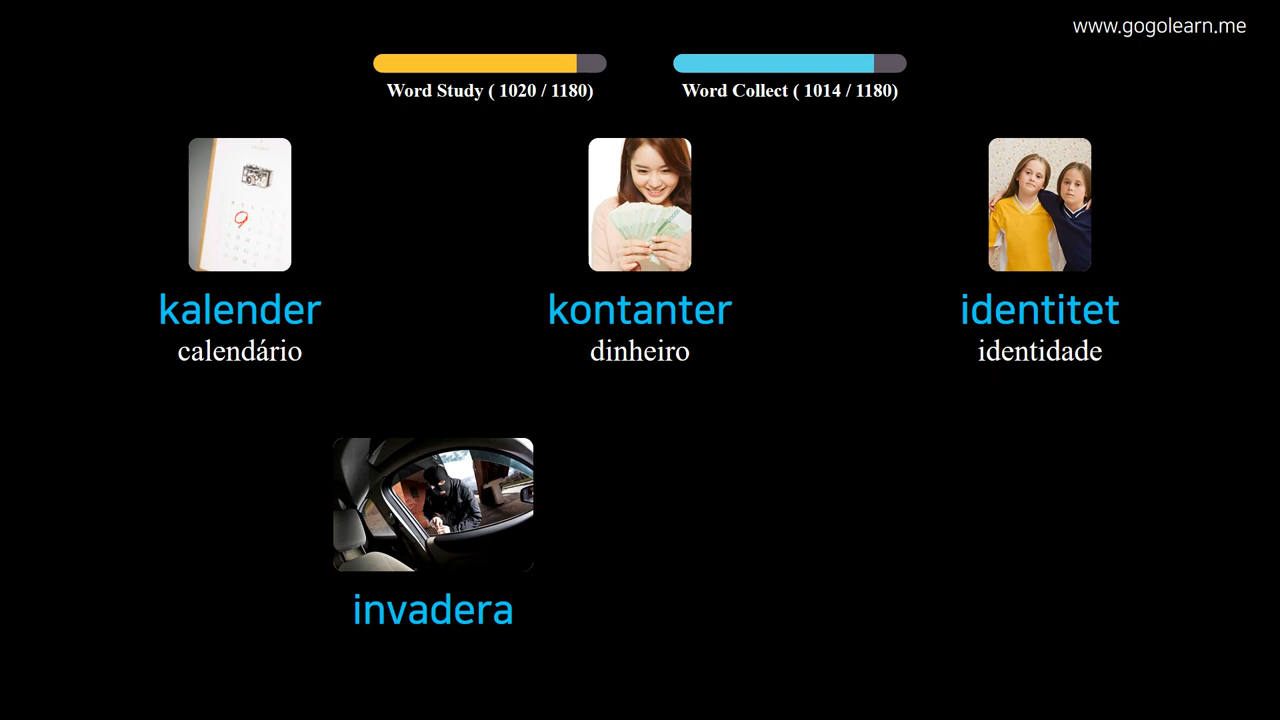 www.gogolearn.me
Word Study ( 1020 / 1180)
Word Collect ( 1014 / 1180)
kalender
calendário
kontanter
dinheiro
identitet
identidade
invadera